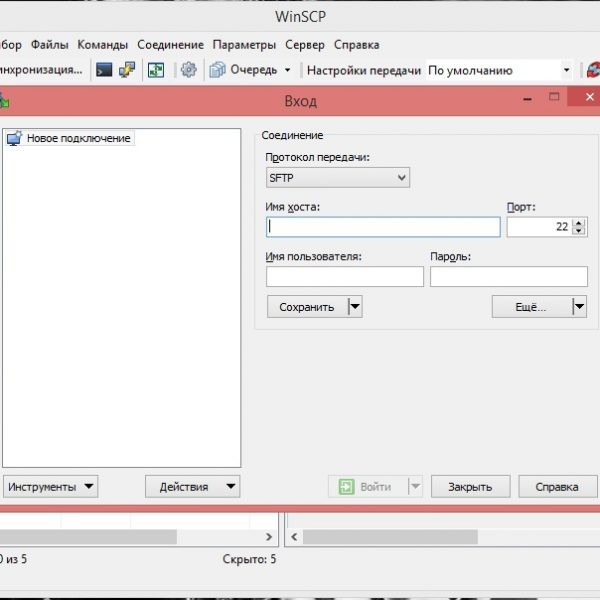 WinSCP
бор Файлы Команды Соединение Параметры Сервер Справка
нхронизация... Очередь Настройки передачи По умолчанию
Вход
Новое подключение
Соединение
Протокол передачи:
SFTP
Имя хоста: Порт:
22
Имя пользователя: Пароль:
Сохранить Ещё...
Инструменты Действия Войти Закрыть Справка
0 из 5 Скрыто: 5